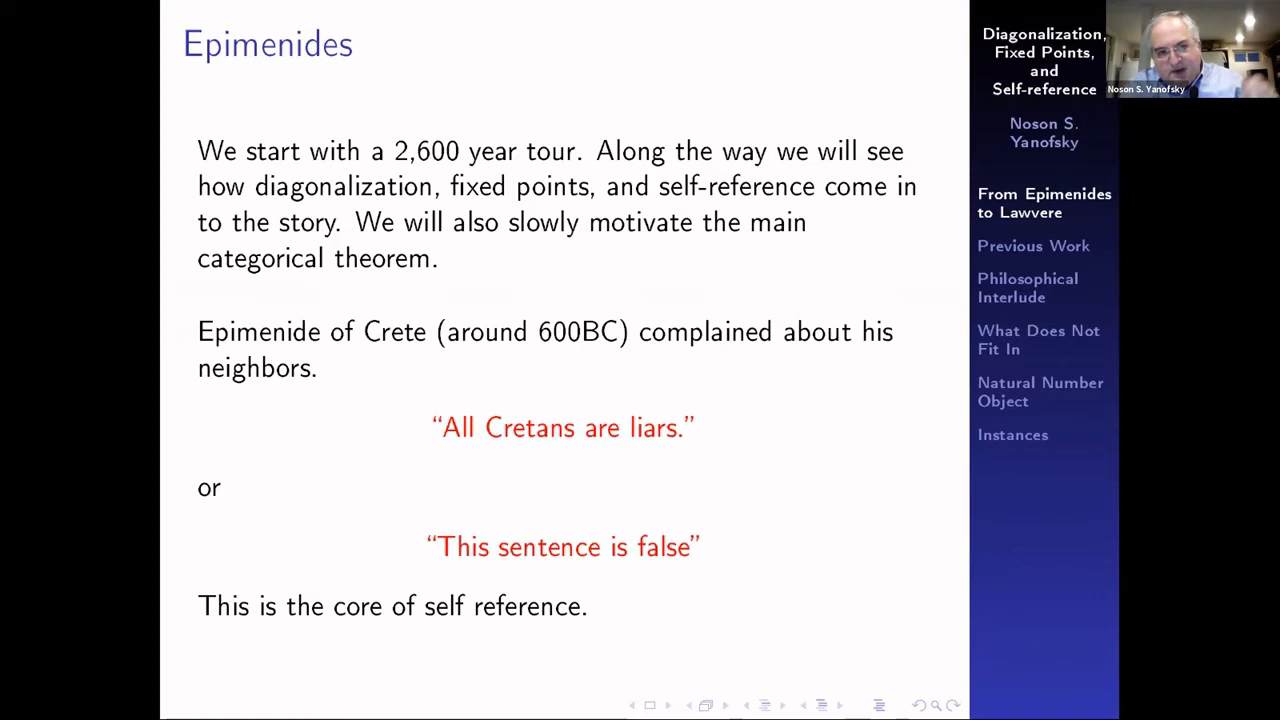 Epimenides
We start with a 2,600 year tour. Along the way we will see
how diagonalization, fixed points, and self-reference come in
to the story. We will also slowly motivate the main
categorical theorem.
Epimenide of Crete (around 600BC) complained about his
neighbors.
“All Cretans are liars.”
or
“This sentence is false”
This is the core of self reference.
Diagonalization,
Fixed Points,
and
Self-reference
Noson S.
Yanofsky
From Epimenides
to Lawvere
Previous Work
Philosophical
Interlude
What Does Not
Fit In
Natural Number
Object
Instances
Noson S. Yanofsky